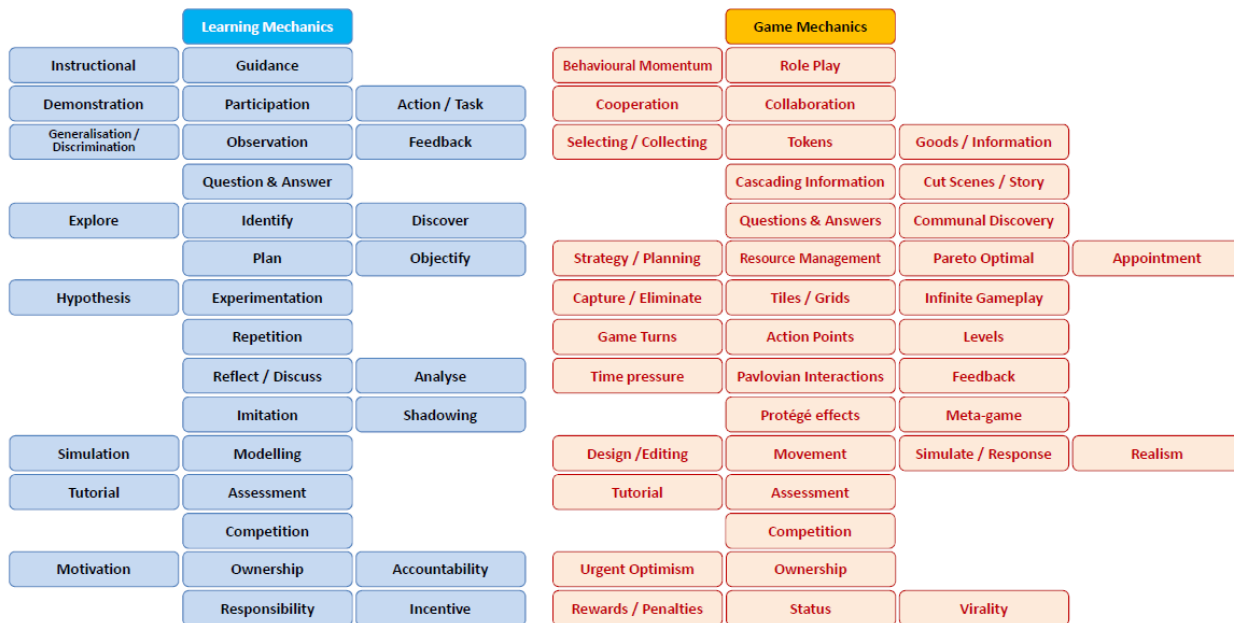 Learning Mechanics
Game Mechanics
Instructional
Guidance
Behavioural Momentum
Role Play
Demonstration
Participation
Action / Task
Cooperation
Collaboration
Generalisation /
Discrimination
Observation
Feedback
Selecting / Collecting
Tokens
Goods / Information
Question & Answer
Cascading Information
Cut Scenes / Story
Explore
Identify
Discover
Questions & Answers
Communal Discovery
Plan
Objectify
Strategy / Planning
Resource Management
Pareto Optimal
Appointment
Hypothesis
Experimentation
Capture / Eliminate
Tiles / Grids
Infinite Gameplay
Repetition
Game Turns
Action Points
Levels
Reflect / Discuss
Analyse
Time pressure
Pavlovian Interactions
Feedback
Imitation
Shadowing
Protégé effects
Meta-game
Simulation
Modelling
Design /Editing
Movement
Simulate / Response
Realism
Tutorial
Assessment
Tutorial
Assessment
Competition
Competition
Motivation
Ownership
Accountability
Urgent Optimism
Ownership
Responsibility
Incentive
Rewards / Penalties
Status
Virality